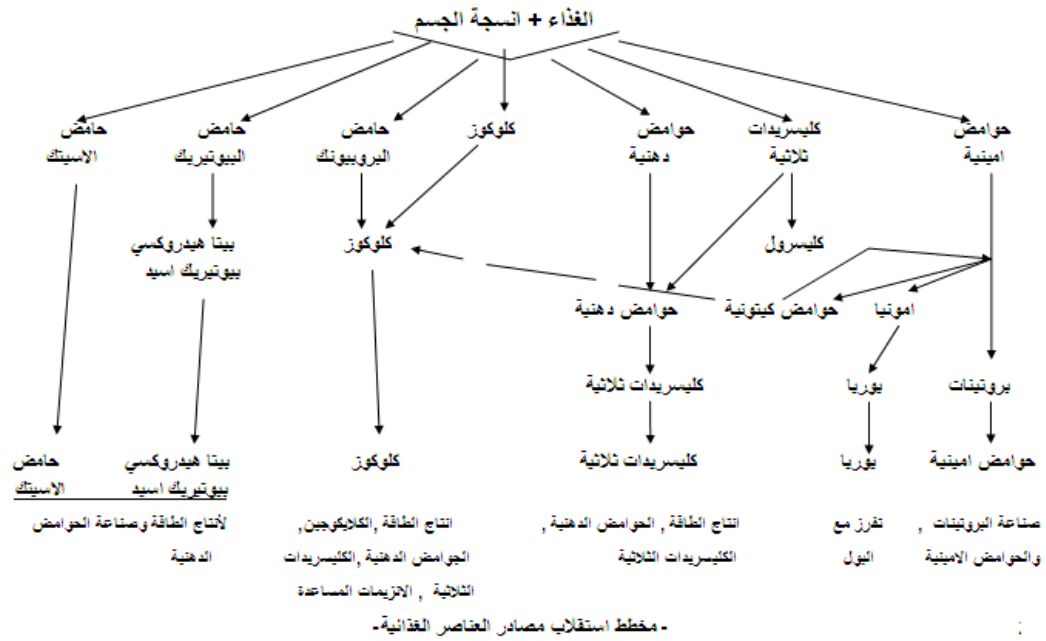 الغذاء + انسجة الجسم
حوامض امينية
كليسريدات ثلاثية
حوامض دهنية
كلوكوز
حامض البروبيونك
حامض البيوتيريك
حامض الاسيتك
كليسرول
كلوكوز
بيتا هيدروكسي بيوتيريك اسيد
امونيا
حوامض كيتونية
حوامض دهنية
بروتينات
يوريا
كليسريدات ثلاثية
حوامض امينية
يوريا
كليسريدات ثلاثية
كلوكوز
بيتا هيدروكسي بيوتيريك اسيد
حامض الاسيتك
صناعة البروتينات , والحوامض الامينية
تفرز مع البول
انتاج الطاقة , الحوامض الدهنية , الكليسريدات الثلاثية
انتاج الطاقة ,الكلايكوجين, الجوامض الدهنية ,الكليسريدات الثلاثية , الانزيمات المساعدة
لأنتاج الطاقة وصناعة الحوامض الدهنية
- مخطط استقلاب مصادر العناصر الغذائية-
: